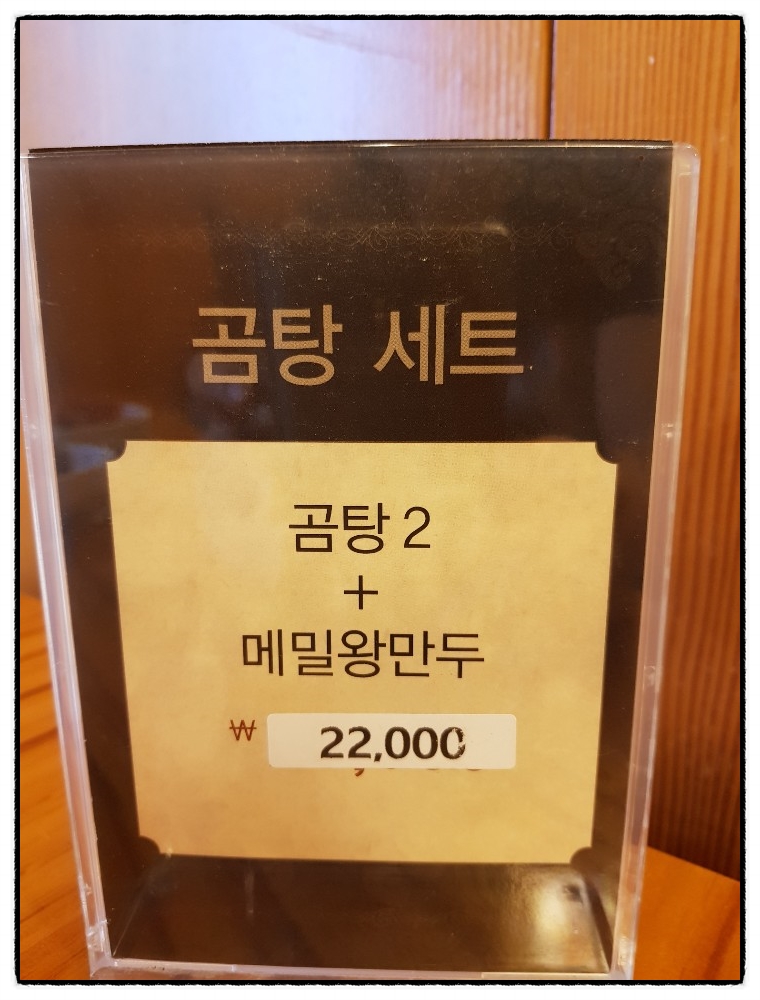 곰탕 세트
곰탕 2
+
메밀왕만두
₩ 22,000